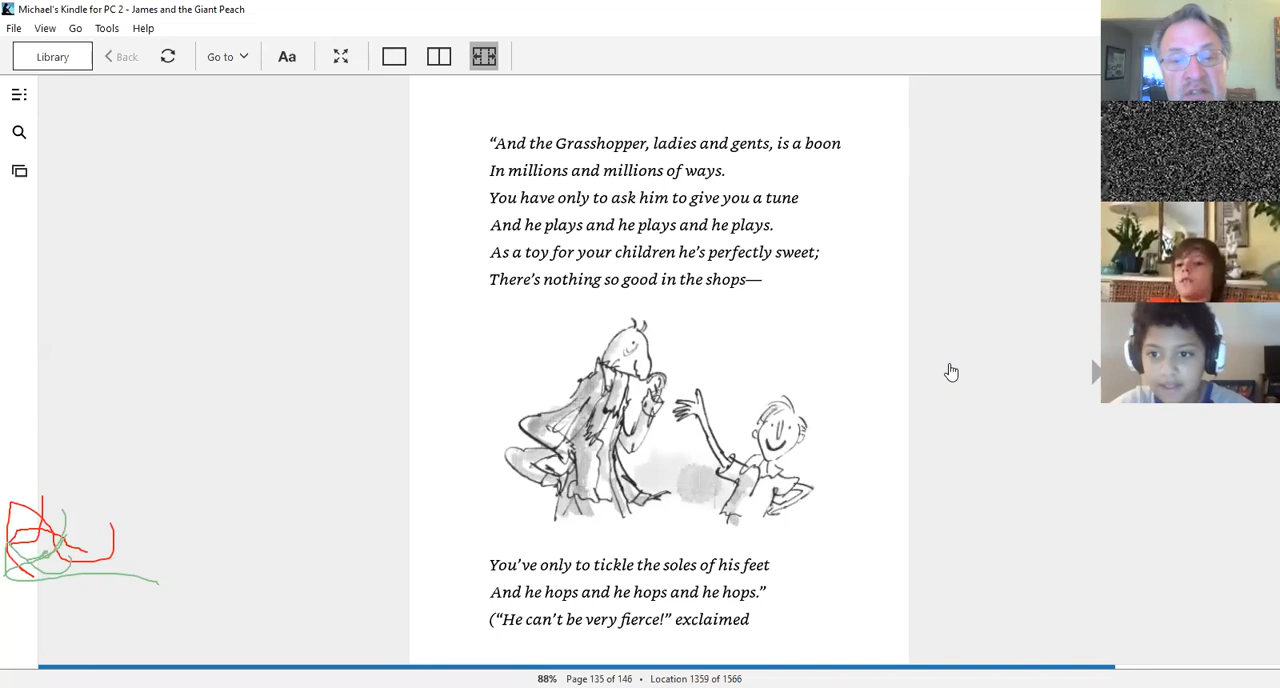 Michael's Kindle for PC 2 - James and the Giant Peach
File View Go Tools Help
Library Back Go to Aa
“And the Grasshopper, ladies and gents, is a boon
In millions and millions of ways.
You have only to ask him to give you a tune
And he plays and he plays and he plays.
As a toy for your children he’s perfectly sweet;
There’s nothing so good in the shops—
You’ve only to tickle the soles of his feet
And he hops and he hops and he hops.”
(“He can’t be very fierce!” exclaimed
88% Page 135 of 146 • Location 1359 of 1566